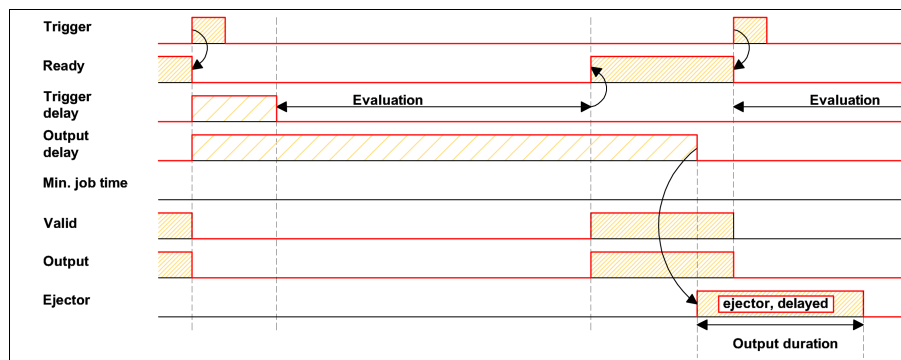 Trigger
Ready
Trigger
delay
Evaluation
Evaluation
Output
delay
Min. job time
Valid
Output
Ejector
ejector, delayed
Output duration